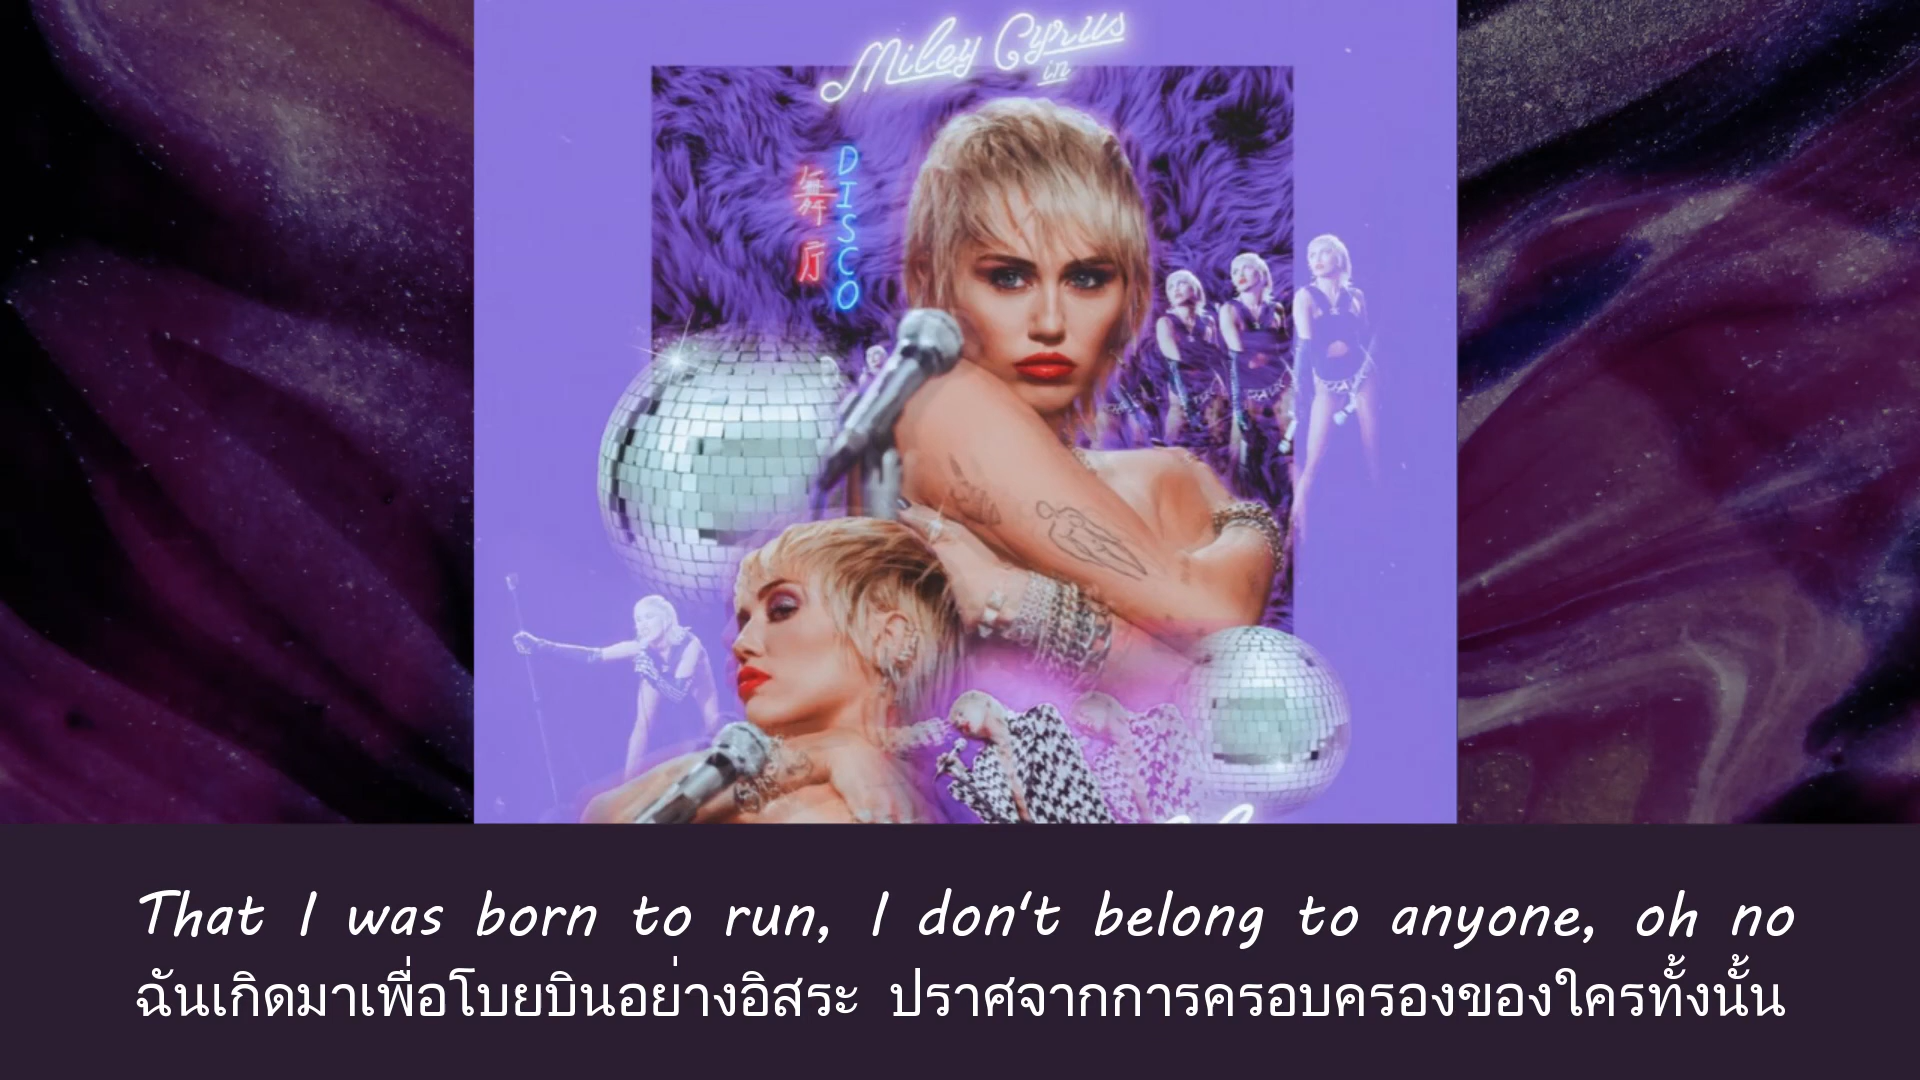 Miley Cyrus
in
DISCO
舞厅
That I was born to run, I don't belong to anyone, oh no
ฉันเกิดมาเพื่อโบยบินอย่างอิสระ ปราศจากการครอบครองของใครทั้งนั้น